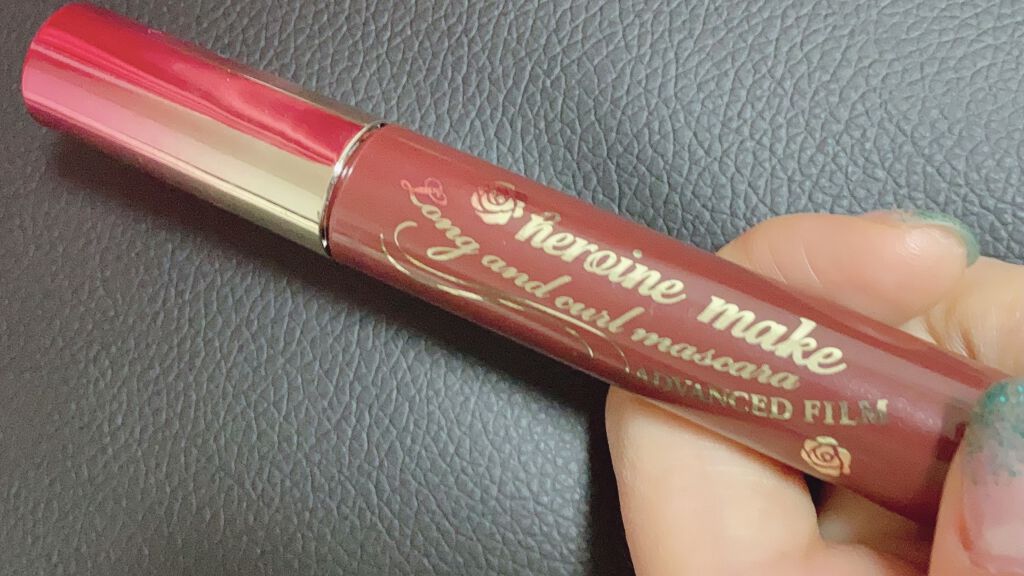 heroine make
Long and curl mascara
ADVANCED FILM